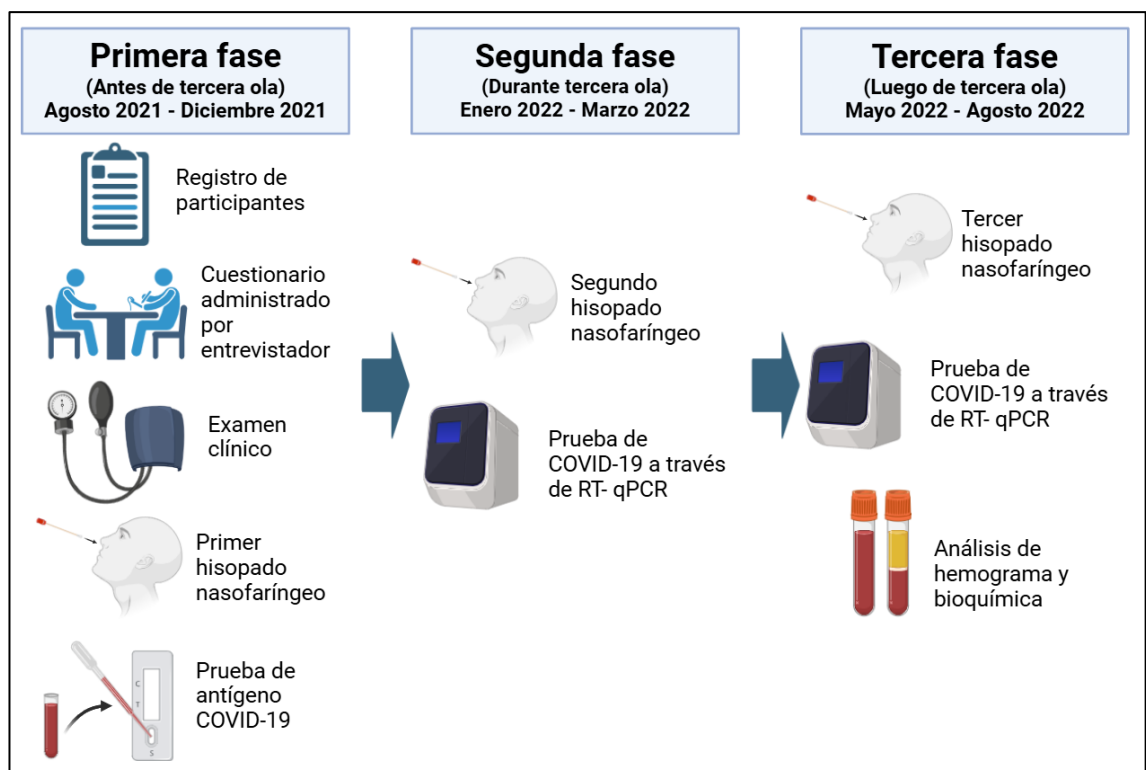 Primera fase
(Antes de tercera ola)
Agosto 2021 - Diciembre 2021
Registro de
participantes
Cuestionario
administrado
por
entrevistador
Examen
clínico
Primer
hisopado
nasofaríngeo
Prueba de
antígeno
COVID-19
C
T
S
Segunda fase
(Durante tercera ola)
Enero 2022 - Marzo 2022
Segundo
hisopado
nasofaríngeo
Prueba de
COVID-19 a través
de RT- qPCR
Tercera fase
(Luego de tercera ola)
Mayo 2022 - Agosto 2022
Tercer
hisopado
nasofaríngeo
Prueba de
COVID-19 a través
de RT- qPCR
Análisis de
hemograma y
bioquímica